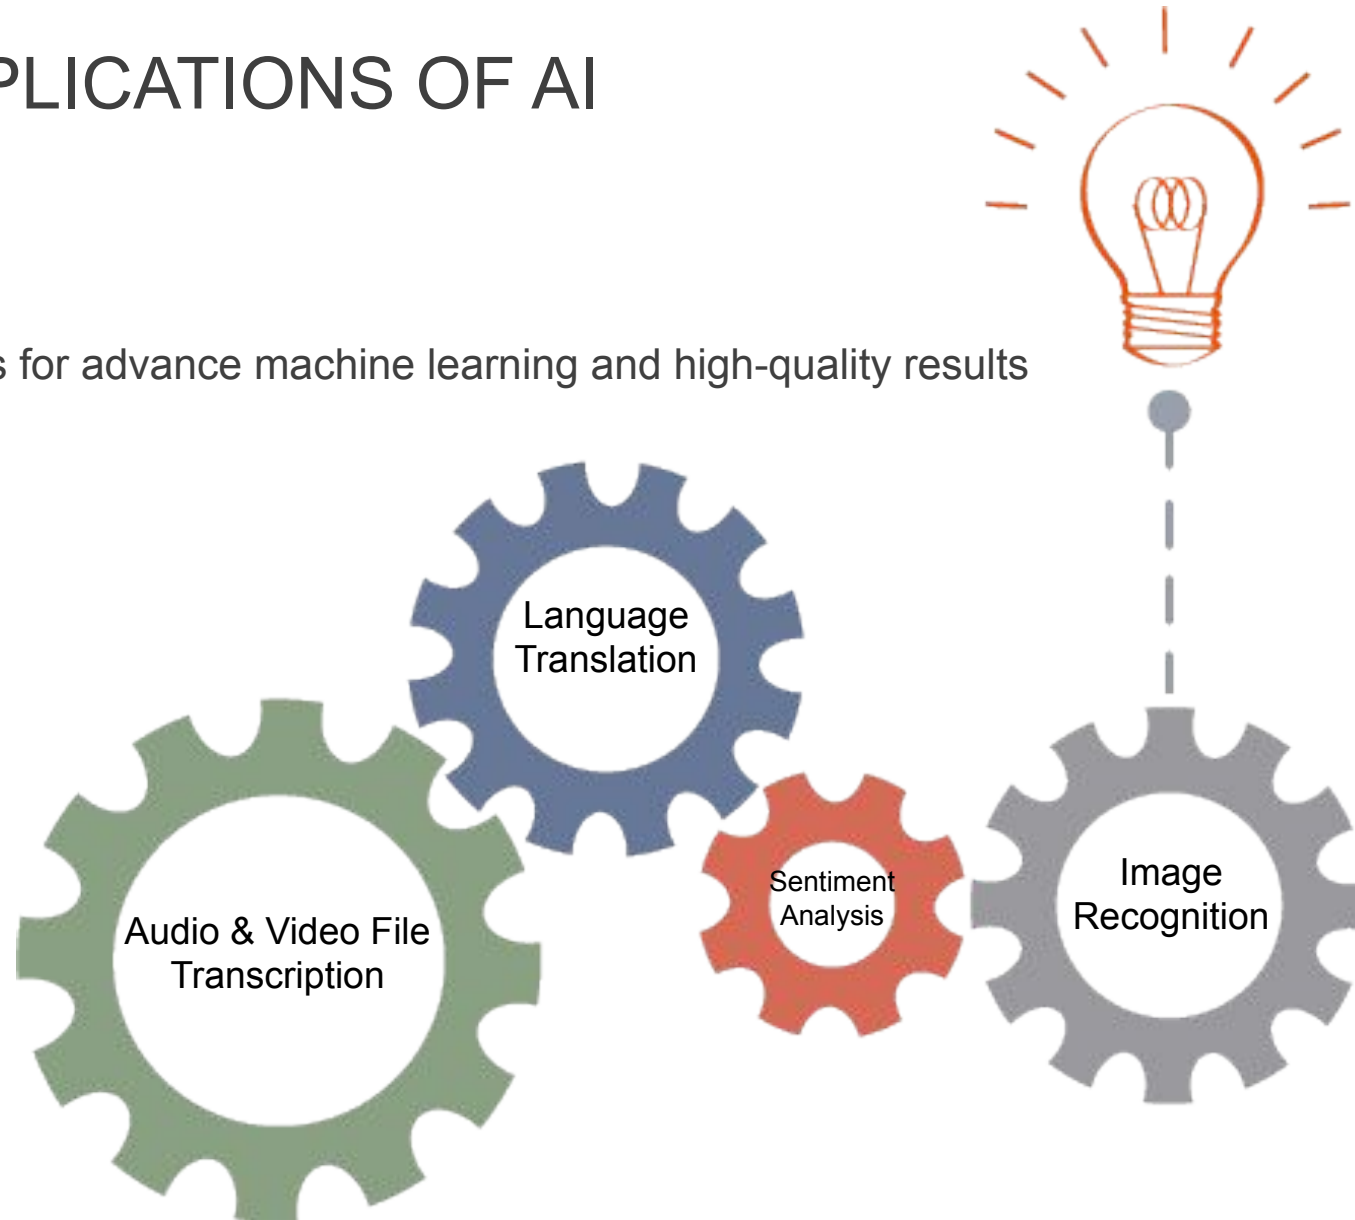 PLICATIONS OF AI
s for advance machine learning and high-quality results
Language
Translation
Sentiment
Analysis
Image
Recognition
Audio & Video File
Transcription